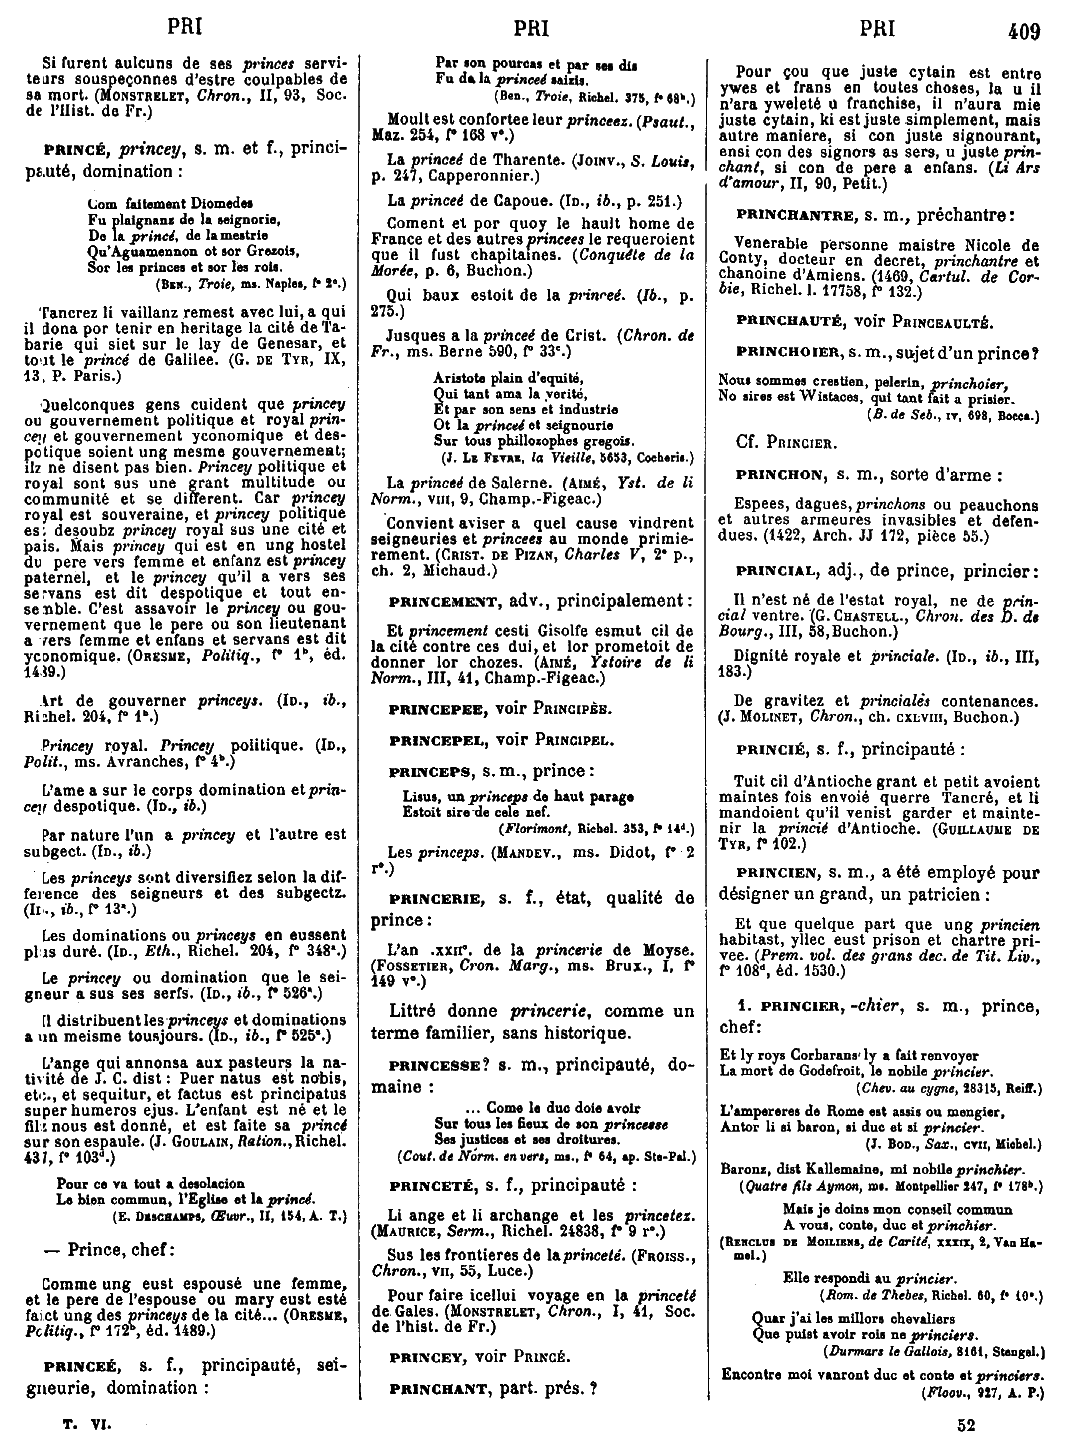 PRI
PRI
PRI
409
Si furent aulcuns de ses princes servi-
teurs souspeçonnes d'estre coulpables de
sa mort. (MONSTRELET, Chron., II, 93, Soc.
de l'Hist. de Fr.)
PRINCÉ, princey, s. m. et f., princi-
pauté, domination :
Com faitement Diomedes
Fu plaignanz de la seignorie,
De la princé, de la mestrie
Qu'Aguamennon ot sor Grezois,
Sor les princes et sor les rois.
(BEN., Troie, ms. Naples, f° 2e.)
Tancrez li vaillanz remest avec lui, a qui
il dona por tenir en heritage la cité de Ta-
barie qui siet sur le lay de Genesar, et
tout le princé de Galilee. (G. DE TYR, IX,
13, P. Paris.)
Quelconques gens cuident que princey
ou gouvernement politique et royal prin-
cey et gouvernement yconomique et des-
potique soient ung mesme gouvernement;
ilz ne disent pas bien. Princey politique et
royal sont sus une grant multitude ou
communité et se different. Car princey
royal est souveraine, et princey politique
est desoubz princey royal sus une cité et
pais. Mais princey qui est en ung hostel
du pere vers femme et enfanz est princey
paternel, et le princey qu'il a vers ses
servans est dit despotique et tout en-
semble. C'est assavoir le princey ou gou-
vernement que le pere ou son lieutenant
a vers femme et enfans et servans est dit
yconomique. (ORESME, Politiq., f° 1b, éd.
1489.)
Art de gouverner princeys. (ID., ib.,
Richel. 204, f° 1b.)
Princey royal. Princey politique. (ID.,
Polit., ms. Avranches, f° 4b.)
L'ame a sur le corps domination et prin-
cey despotique. (ID., ib.)
Par nature l'un a princey et l'autre est
subgect. (ID., ib.)
Les princeys sont diversifiez selon la dif-
ference des seigneurs et des subgectz.
(ID., ib., f° 13a.)
Les dominations ou princeys en eussent
plus duré. (ID., Eth., Richel. 204, f° 348a.)
Le princey ou domination que le sei-
gneur a sus ses serfs. (ID., ib., f° 526a.)
Il distribuent les princeys et dominations
a un meisme tousjours. (ID., ib., f° 525a.)
L'ange qui annonsa aux pasteurs la na-
tivité de J. C. dist : Puer natus est nobis,
etc., et sequitur, et factus est principatus
super humeros ejus. L'enfant est né et le
filz nous est donné, et est faite sa princé
sur son espaule. (J. GOULAIN, Ration., Richel.
437, f° 103d.)
Pour ce va tout a desolacion
Le bien commun, l'Eglise et la princé.
(E. DESCHAMPS, Œuvr., II, 154, A. T.)
— Prince, chef :
Comme ung eust espousé une femme,
et le pere de l'espouse ou mary eust esté
faict ung des princeys de la cité... (ORESME,
Politiq., f° 172b, éd. 1489.)
PRINCEÉ, s. f., principauté, sei-
gneurie, domination :
T. VI.
Par son pourcas et par ses dis
Fu da la princeé saizis.
(BEN., Troie, Richel. 375, f° 68b.)
Moult est confortee leur princeez. (Psaut.,
Maz. 254, f° 168 v°.)
La princeé de Tharente. (JOINV., S. Louis,
p. 247, Capperonnier.)
La princeé de Capoue. (ID., ib., p. 251.)
Coment et por quoy le hault home de
France et des autres princees le requeroient
que il fust chapitaines. (Conquéte de la
Morée, p. 6, Buchon.)
Qui baux estoit de la princeé. (Ib., p.
275.)
Jusques a la princeé de Crist. (Chron. de
Fr., ms. Berne 590, f° 33c.)
Aristote plain d'equité,
Qui tant ama la verité,
Et par son sens et industrie
Ot la princeé et seignourie
Sur tous phillozophes gregois.
(J. LE FEVRE, la Vieille, 5653, Cocheris.)
La princeé de Salerne. (AIMÉ, Yst. de li
Norm., VIII, 9, Champ.-Figeac.)
Convient aviser a quel cause vindrent
seigneuries et princees au monde primie-
rement. (CRIST. DE PIZAN, Charles V, 2e p.,
ch. 2, Michaud.)
PRINCEMENT, adv., principalement :
Et princement cesti Gisolfe esmut cil de
la cité contre ces dui, et lor prometoit de
donner lor chozes. (AIMÉ, Ystoire de li
Norm., III, 41, Champ.-Figeac.)
PRINCEPEE, voir PRINCIPÉE.
PRINCEPEL, voir PRINCIPEL.
PRINCEPS, s. m., prince :
Lisus, un princeps de haut parage
Estoit sire de cele nef.
(Florimont, Richel. 353, f° 14d.)
Les princeps. (MANDEV., ms. Didot, f° 2
r°.)
PRINCERIE, s. f., état, qualité de
prince :
L'an .XXIIe. de la princerie de Moyse.
(FOSSETIER, Cron. Marg., ms. Brux., I, f°
149 v°.)
Littré donne princerie, comme un
terme familier, sans historique.
PRINCESSE? s. m., principauté, do-
maine :
... Come le duc doie avoir
Sur tous les fieux de son princesse
Ses justices et ses droitures.
(Cout. de Norm. en vers, ms., f° 64, ap. Ste-Pal.)
PRINCETÉ, s. f., principauté :
Li ange et li archange et les princetez.
(MAURICE, Serm., Richel. 24838, f° 9 r°.)
Sus les frontieres de la princeté. (FROISS.,
Chron., VII, 55, Luce.)
Pour faire icellui voyage en la princeté
de Gales. (MONSTRELET, Chron., I, 41, Soc.
de l'hist. de Fr.)
PRINCEY, voir PRINCÉ.
PRINCHANT, part. prés. ?
Pour çou que juste cytain est entre
ywes et frans en toutes choses, la u il
n'ara yweleté u franchise, il n'aura mie
juste cytain, ki est juste simplement, mais
autre maniere, si con juste signourant,
ensi con des signors as sers, u juste prin-
chant, si con de pere a enfans. (Li Ars
d'amour, II, 90, Petit.)
PRINCHANTRE, s. m., préchantre :
Venerable personne maistre Nicole de
Conty, docteur en decret, princhantre et
chanoine d'Amiens. (1469, Cartul. de Cor-
bie, Richel. l. 17758, f° 132.)
PRINCHAUTÉ, voir PRINCEAULTÉ.
PRINCHOIER, s. m., sujet d'un prince?
Nous sommes crestien, pelerin, princhoier,
No sires est Wistaces, qui tant fait a prisier.
(B. de Seb., IV, 698, Bocca.)
Cf. PRINCIER.
PRINCHON, s. m., sorte d'arme :
Espees, dagues, princhons ou peauchons
et autres armeures invasibles et defen-
dues. (1422, Arch. JJ 172, pièce 55.)
PRINCIAL, adj., de prince, princier :
Il n'est né de l'estat royal, ne de prin-
cial ventre. (G. CHASTELL., Chron. des D. de
Bourg., III, 58, Buchon.)
Dignité royale et princiale. (ID., ib., III,
183.)
De gravitez et princialés contenances.
(J. MOLINET, Chron., ch. CXLVIII, Buchon.)
PRINCIÉ, s. f., principauté :
Tuit cil d'Antioche grant et petit avoient
maintes fois envoié querre Tancré, et li
mandoient qu'il venist garder et mainte-
nir la princié d'Antioche. (GUILLAUME DE
TYR, f° 102.)
PRINCIEN, s. m., a été employé pour
désigner un grand, un patricien :
Et que quelque part que ung princien
habitast, yllec eust prison et chartre pri-
vee. (Prem. vol. des grans dec. de Tit. Liv.,
f° 108d, éd. 1530.)
1. PRINCIER, -chier, s. m., prince,
chef :
Et ly roys Corbarans ly a fait renvoyer
La mort de Godefroit, le nobile princier.
(Chev. au cygne, 28315, Reiff.)
L'ampereres de Rome est assis ou mengier,
Antor li si baron, si duc et si princier.
(J. BOD., Sax., CVII, Michel.)
Baronz, dist Kallemaine, mi nobile princhier.
(Quatre fils Aymon, ms. Montpellier 247, f° 178b.)
Mais je doins mon conseil commun
A vous, conte, duc et princhier.
(RENCLUS DE MOILIENS, de Carité, XXXIX, 2, Van Ha-
mel.)
Elle respondi au princier.
(Rom. de Thebes, Richel. 60, f° 10a.)
Quar j'ai les millors chevaliers
Que puist avoir rois ne princiers.
(Durmars le Gallois, 8161, Stengel.)
Encontre moi vanront duc et conte et princiers.
(Floov., 927, A. P.)
52